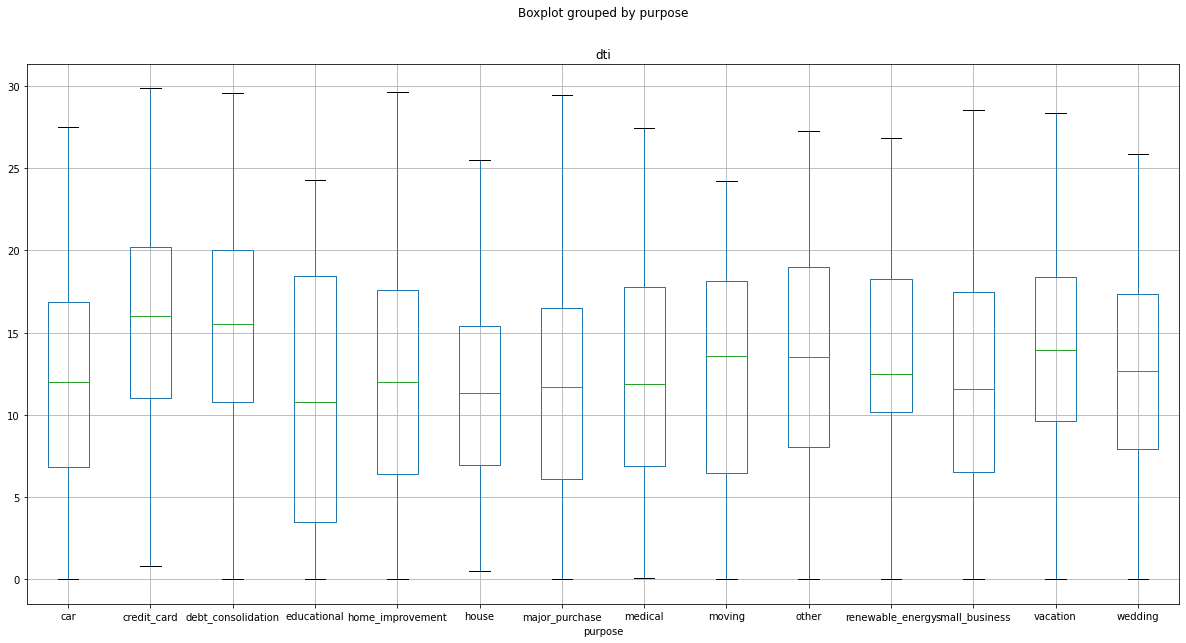 Boxplot grouped by purpose
dti
30
25
20
15
10
5
0
car credit_card debt_consolidation educational home_improvement house major_purchase medical moving other renewable_energy small_business vacation wedding
purpose